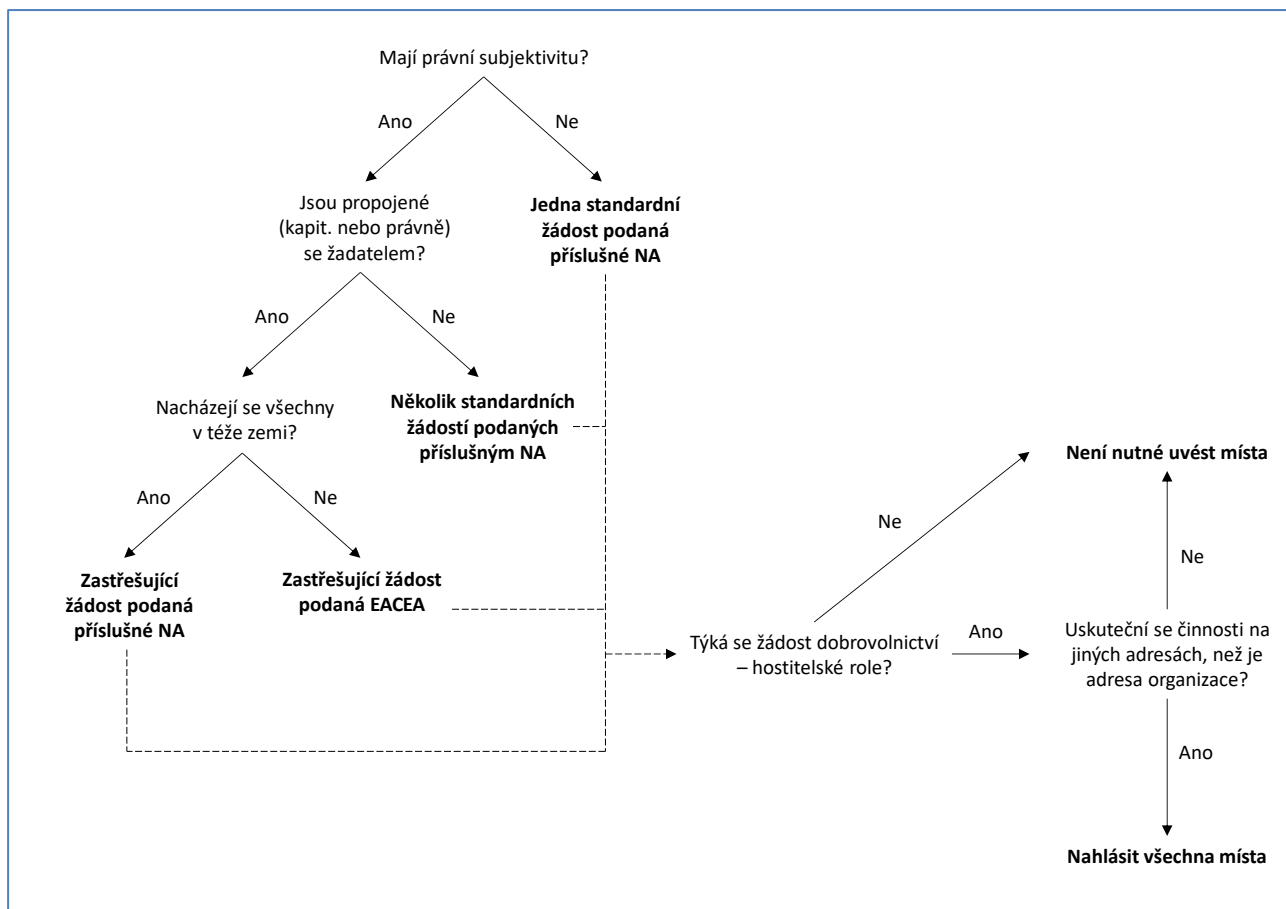 Mají právní subjektivitu?
Ano
Ne
Jsou propojené
(kapit. nebo právně)
se žadatelem?
Jedna standardní
žádost podaná
příslušné NA
Ano
Ne
Nacházejí se všechny
v téže zemi?
Několik standardních
žádostí podaných
příslušným NA
Ano
Ne
Zastřešující
žádost podaná
příslušné NA
Zastřešující žádost
podaná EACEA
Týká se žádost dobrovolnictví
– hostitelské role?
Ne
Ano
Není nutné uvést místa
Ne
Uskuteční se činnosti na
jiných adresách, než je
adresa organizace?
Ano
Nahlásit všechna místa